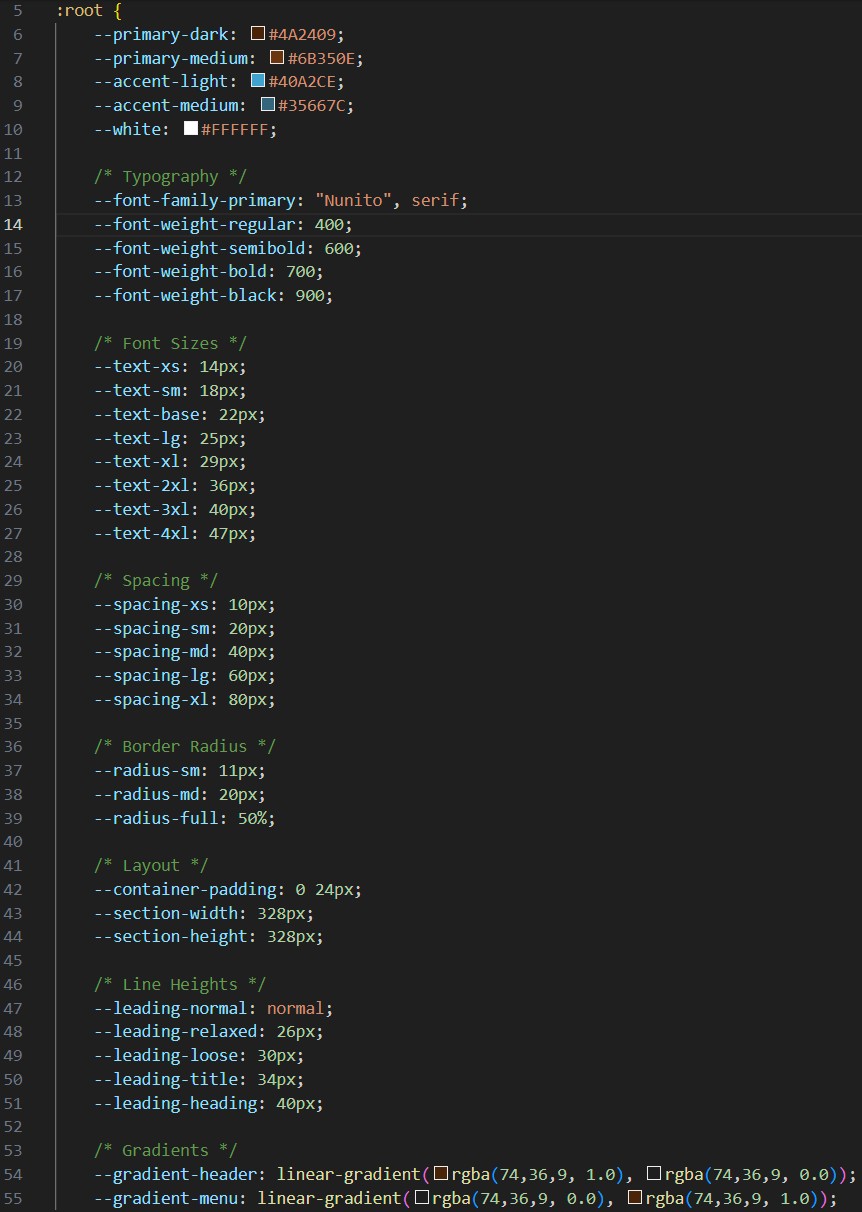 5 :root {
6 --primary-dark: #4A2409;
7 --primary-medium: #6B350E;
8 --accent-light: #40A2CE;
9 --accent-medium: #35667C;
10 --white: #FFFFFF;
11
12 /* Typography */
13 --font-family-primary: "Nunito", serif;
14 --font-weight-regular: 400;
15 --font-weight-semibold: 600;
16 --font-weight-bold: 700;
17 --font-weight-black: 900;
18
19 /* Font Sizes */
20 --text-xs: 14px;
21 --text-sm: 18px;
22 --text-base: 22px;
23 --text-lg: 25px;
24 --text-xl: 29px;
25 --text-2xl: 36px;
26 --text-3xl: 40px;
27 --text-4xl: 47px;
28
29 /* Spacing */
30 --spacing-xs: 10px;
31 --spacing-sm: 20px;
32 --spacing-md: 40px;
33 --spacing-lg: 60px;
34 --spacing-xl: 80px;
35
36 /* Border Radius */
37 --radius-sm: 11px;
38 --radius-md: 20px;
39 --radius-full: 50%;
40
41 /* Layout */
42 --container-padding: 0 24px;
43 --section-width: 328px;
44 --section-height: 328px;
45
46 /* Line Heights */
47 --leading-normal: normal;
48 --leading-relaxed: 26px;
49 --leading-loose: 30px;
50 --leading-title: 34px;
51 --leading-heading: 40px;
52
53 /* Gradients */
54 --gradient-header: linear-gradient(rgba(74,36,9, 1.0), rgba(74,36,9, 0.0));
55 --gradient-menu: linear-gradient(rgba(74,36,9, 0.0), rgba(74,36,9, 1.0));